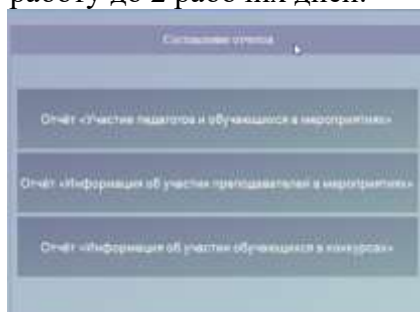 работу до 2 рабочих дней.
Составление отчетов
Отчёт «Участие педагогов и обучающихся в мероприятиях»
Отчёт «Информация об участии преподавателей в мероприятиях»
Отчёт «Информация об участии обучающихся в конкурсах»